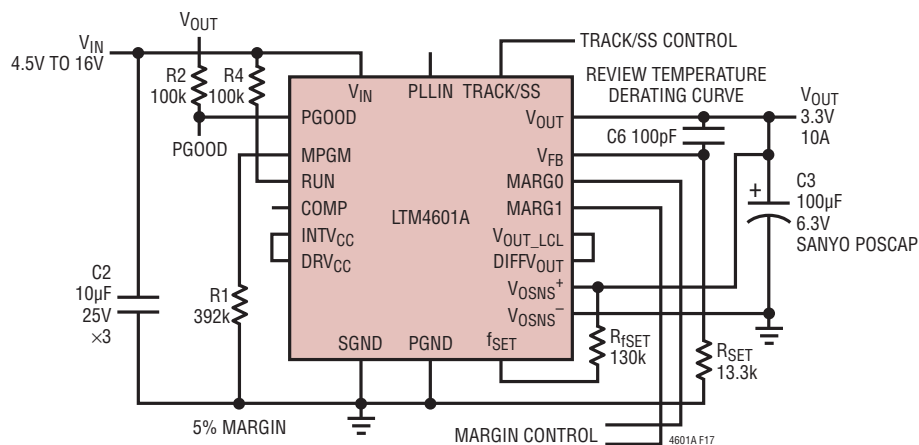 VOUT
VIN
4.5V TO 16V
R2
100k
R4
100k
PGOOD
TRACK/SS CONTROL
REVIEW TEMPERATURE
DERATING CURVE
VIN
PLLIN
TRACK/SS
PGOOD
MPGM
RUN
COMP
INTVCC
DRVCC
LTM4601A
VOUT
VFB
MARG0
MARG1
VOUT_LCL
DIFFVOUT
VOSNS+
VOSNS–
SGND
PGND
fSET
C6 100pF
VOUT
3.3V
10A
+
C3
100µF
6.3V
SANYO POSCAP
C2
10µF
25V
×3
R1
392k
RfSET
130k
RSET
13.3k
5% MARGIN
MARGIN CONTROL
4601A F17